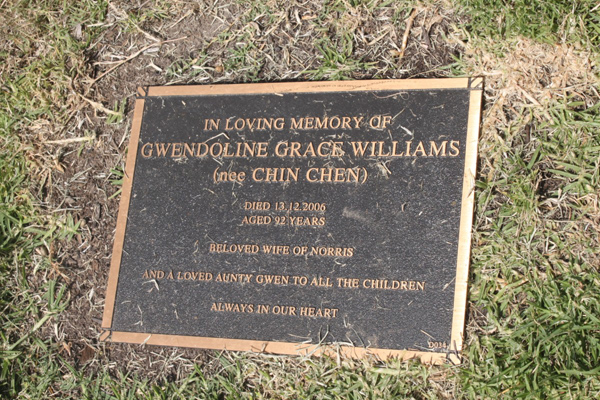 IN LOVING MEMORY OF
GWENDOLINE GRACE WILLIAMS
(nee CHIN CHEN)
DIED 13.12.2006
AGED 92 YEARS
BELOVED WIFE OF NORRIS
AND A LOVED AUNTY GWEN TO ALL THE CHILDREN
ALWAYS IN OUR HEART